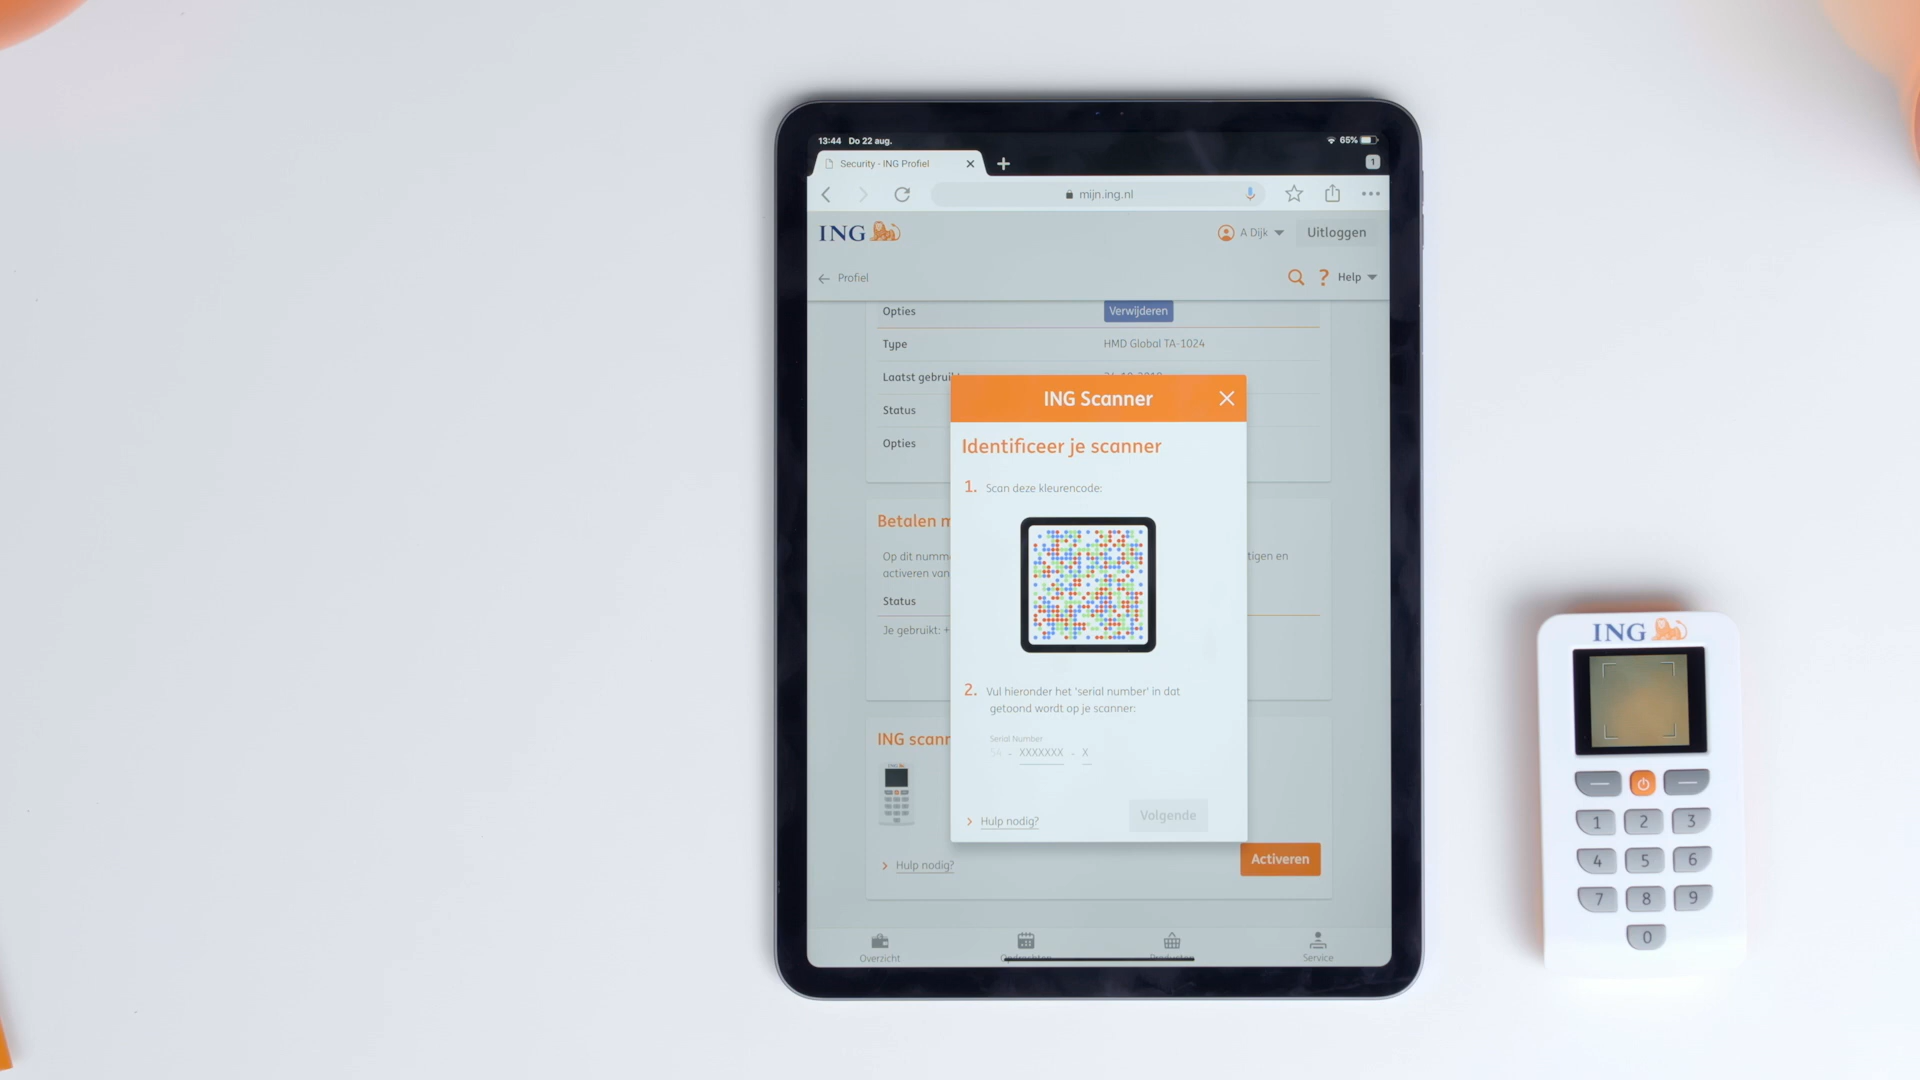 13:44 Do 22 aug.
65%
Security - ING Profiel
1
mijn.ing.nl
ING
A Dijk
Uitloggen
Profiel
? Help
Opties
Verwijderen
Type
HMD Global TA-1024
Laatst
Status
Opties
ING Scanner
Identificeer je scanner
1. Scan deze kleurencode:
Betalen
Op dit
activeren van
Status
Je gebruikt: +
2. Vul hieronder het 'serial number' in dat
getoond wordt op je scanner:
Serial Number
- XXXXXXX - X
ING
Hulp nodig?
Volgende
Hulp nodig?
Activeren
Overzicht
Service
ING
1 2 3
4 5 6
7 8 9
0